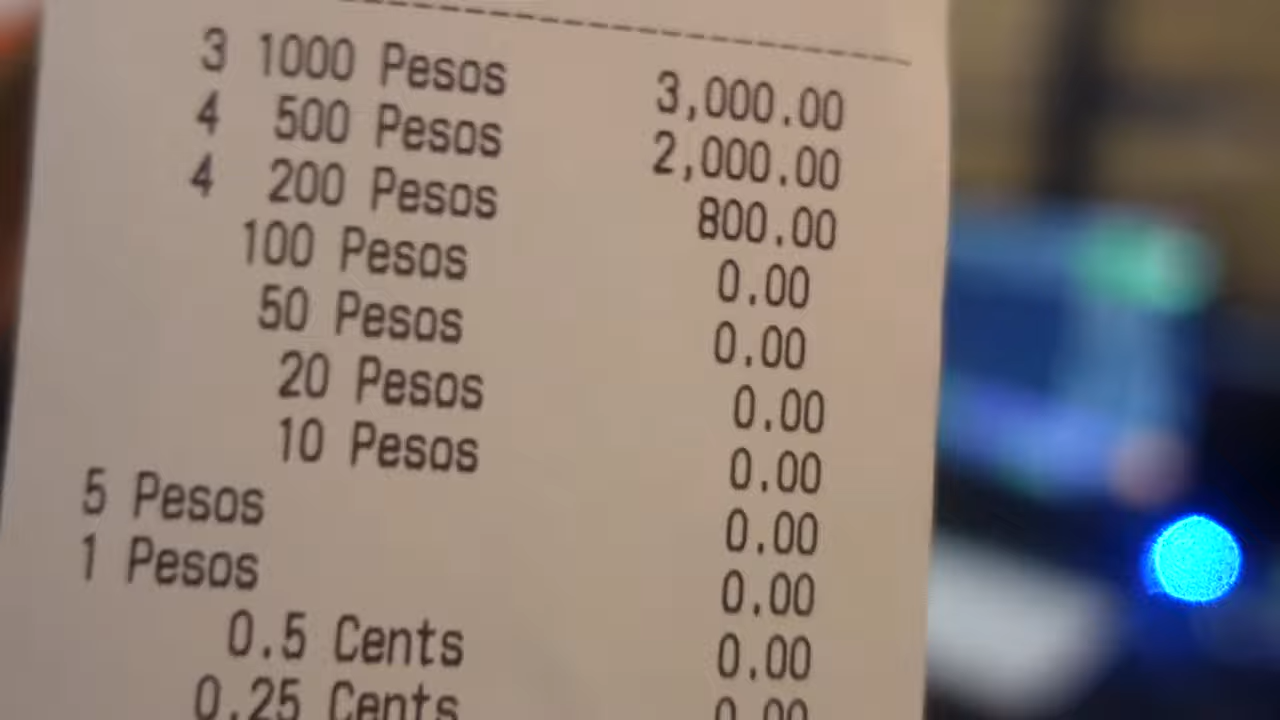 3 1000 Pesos 3,000.00
4 500 Pesos 2,000.00
4 200 Pesos 800.00
100 Pesos 0.00
50 Pesos 0.00
20 Pesos 0.00
10 Pesos 0.00
5 Pesos 0.00
1 Pesos 0.00
0.5 Cents 0.00
0.25 Cents 0.00